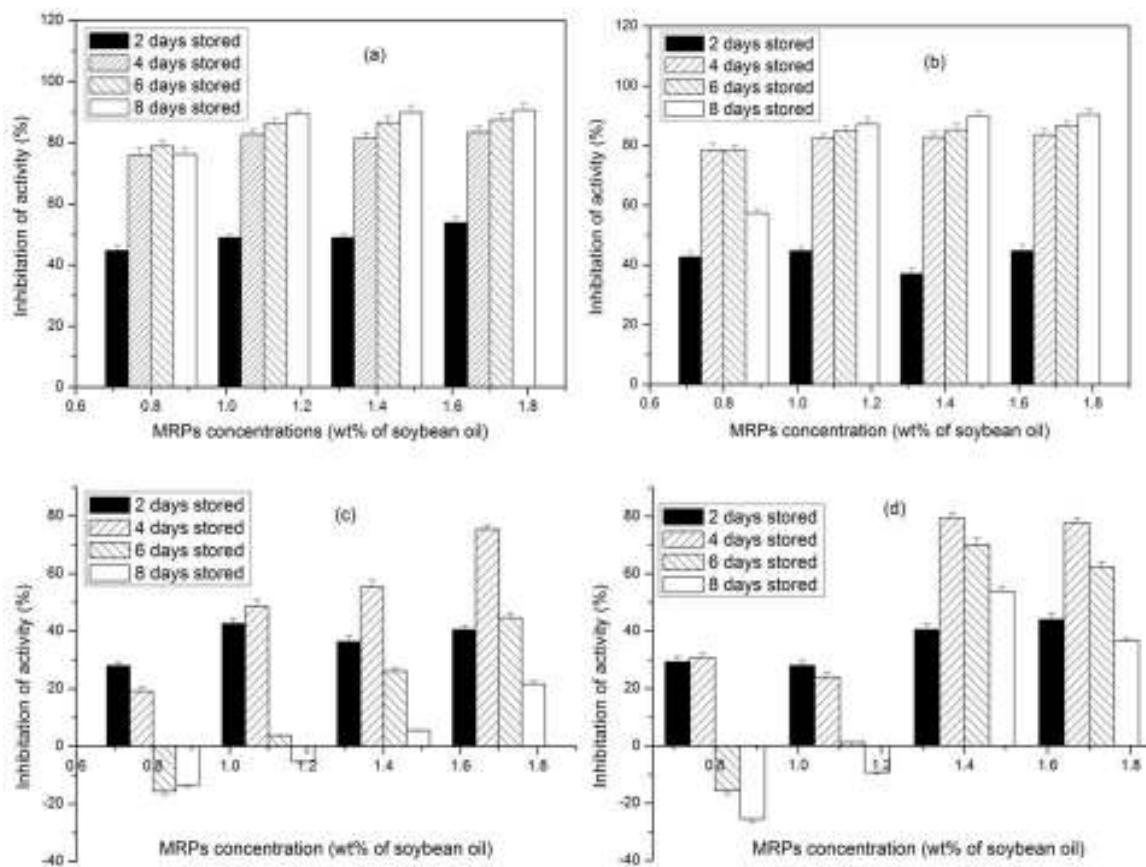 120
100
80
60
40
20
0
Inhibitation of activity (%)
2 days stored
4 days stored
6 days stored
8 days stored
(a)
0.6 0.8 1.0 1.2 1.4 1.6 1.8
MRPs concentrations (wt% of soybean oil)
120
100
80
60
40
20
0
Inhibitation of activity (%)
2 days stored
4 days stored
6 days stored
8 days stored
(b)
0.6 0.8 1.0 1.2 1.4 1.6 1.8
MRPs concentration (wt% of soybean oil)
80
60
40
20
0
-20
-40
Inhibitation of activity (%)
2 days stored
4 days stored
6 days stored
8 days stored
(c)
0.6 0.8 1.0 1.2 1.4 1.6 1.8
MRPs concentration (wt% of soybean oil)
80
60
40
20
0
-20
-40
Inhibitation of activity (%)
2 days stored
4 days stored
6 days stored
8 days stored
(d)
0.8 1.0 1.2 1.4 1.6 1.8
MRPs concentration (wt% of soybean oil)